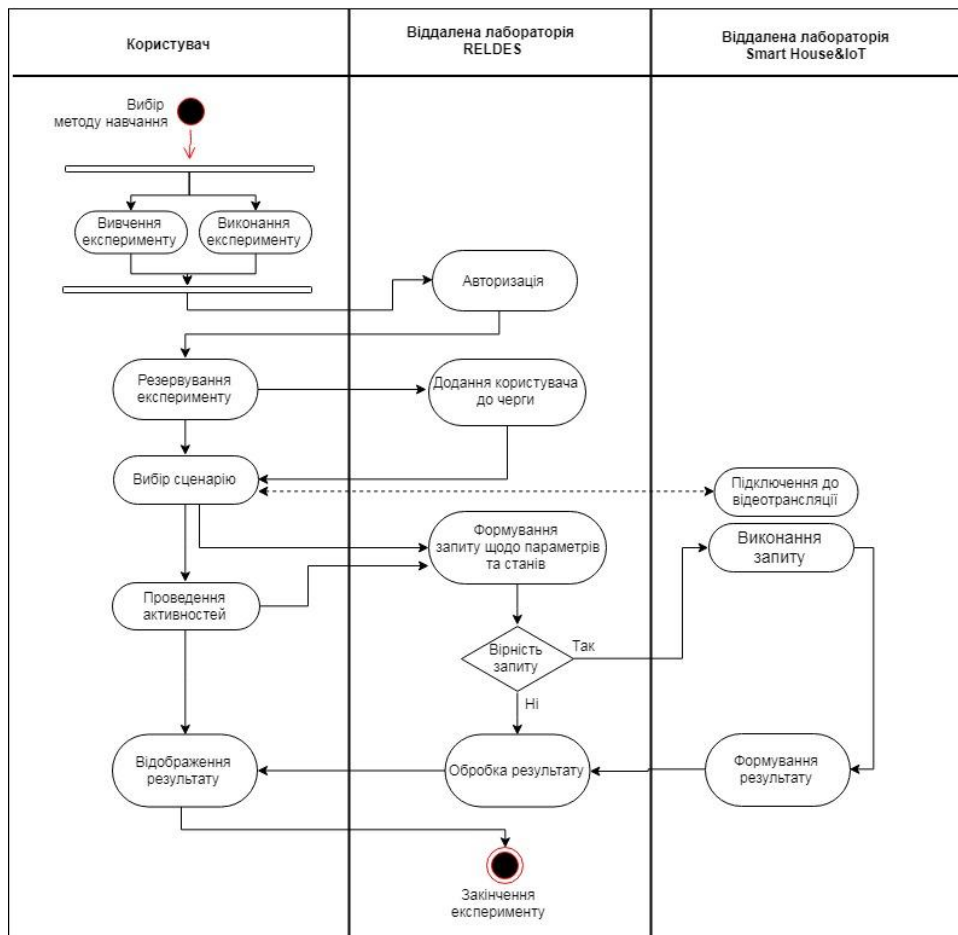 Користувач
Віддалена лабораторія
RELDES
Віддалена лабораторія
Smart House&IoT
Вибір
методу навчання
Вивчення
експерименту
Виконання
експерименту
Авторизація
Резервування
експерименту
Додання користувача
до черги
Вибір сценарію
Підключення до
відеотрансляції
Формування
запиту щодо параметрів
та станів
Виконання
запиту
Проведення
активностей
Вірність
запиту
Так
Ні
Відображення
результату
Обробка результату
Формування
результату
Закінчення
експерименту